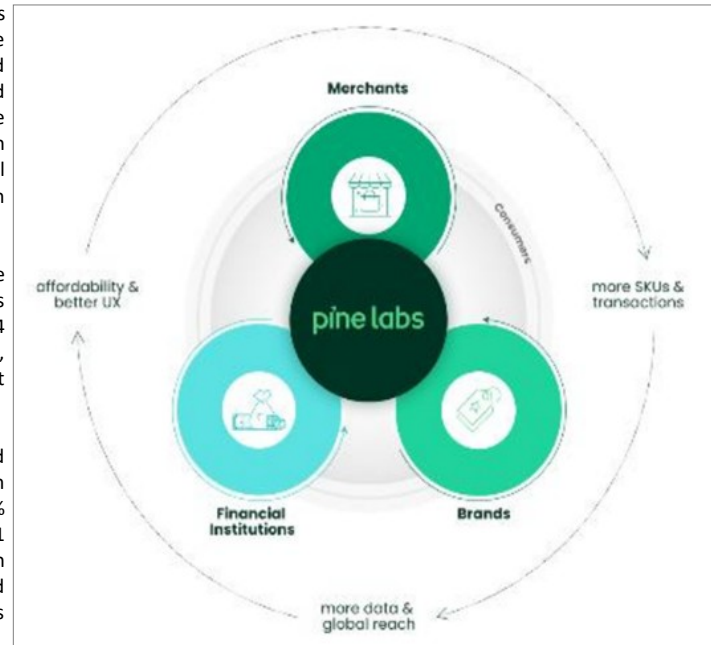 Merchants
Consumers
affordability &
better UX
more SKUs &
transactions
pine labs
Financial
Institutions
Brands
more data &
global reach